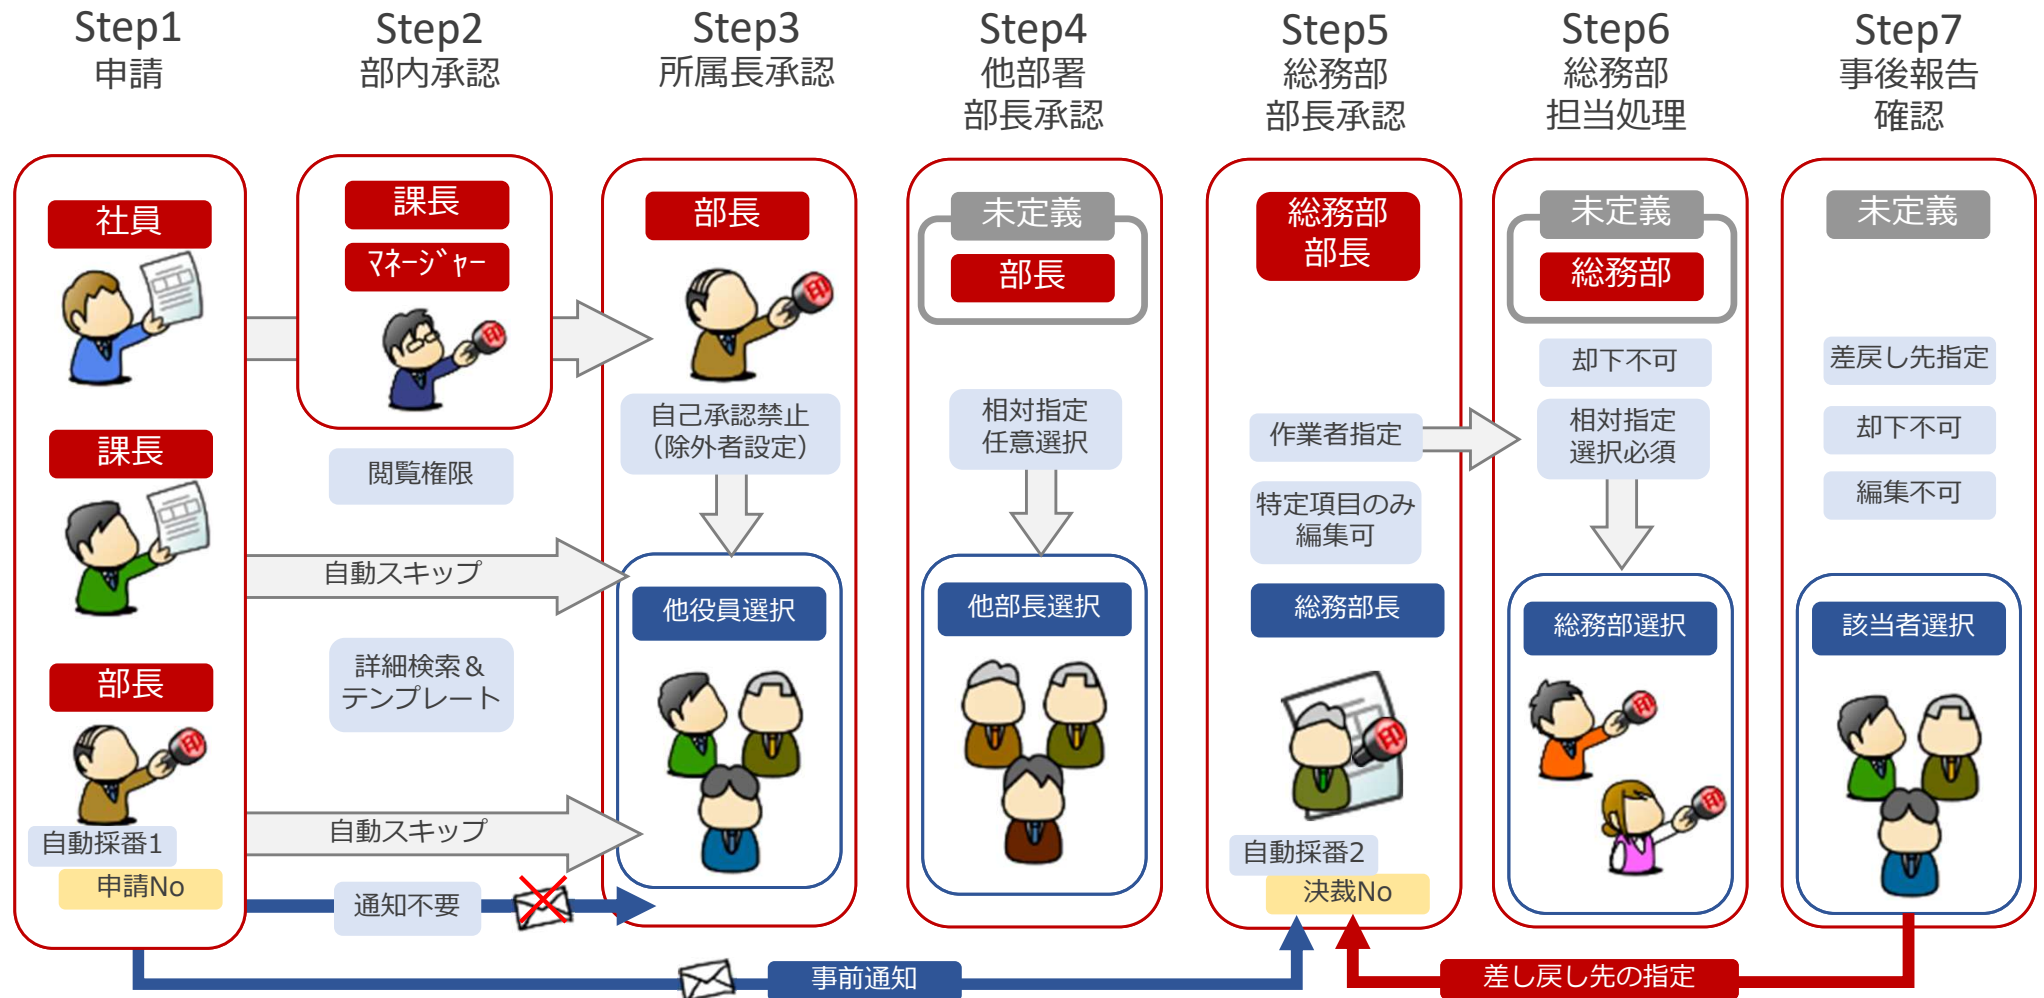 Step1
申請
Step2
部内承認
Step3
所属長承認
Step4
他部署
部長承認
Step5
総務部
部長承認
Step6
総務部
担当処理
Step7
事後報告
確認
社員
課長
部長
自動採番1
申請No
課長
ﾏﾈｰｼﾞｬｰ
閲覧権限
自動スキップ
詳細検索＆
テンプレート
自動スキップ
通知不要
部長
印
自己承認禁止
（除外者設定）
他役員選択
未定義
部長
相対指定
任意選択
他部長選択
総務部
部長
作業者指定
特定項目のみ
編集可
総務部長
印
自動採番2
決裁No
未定義
総務部
却下不可
相対指定
選択必須
総務部選択
印
印
未定義
差戻し先指定
却下不可
編集不可
該当者選択
印
印
事前通知
差し戻し先の指定